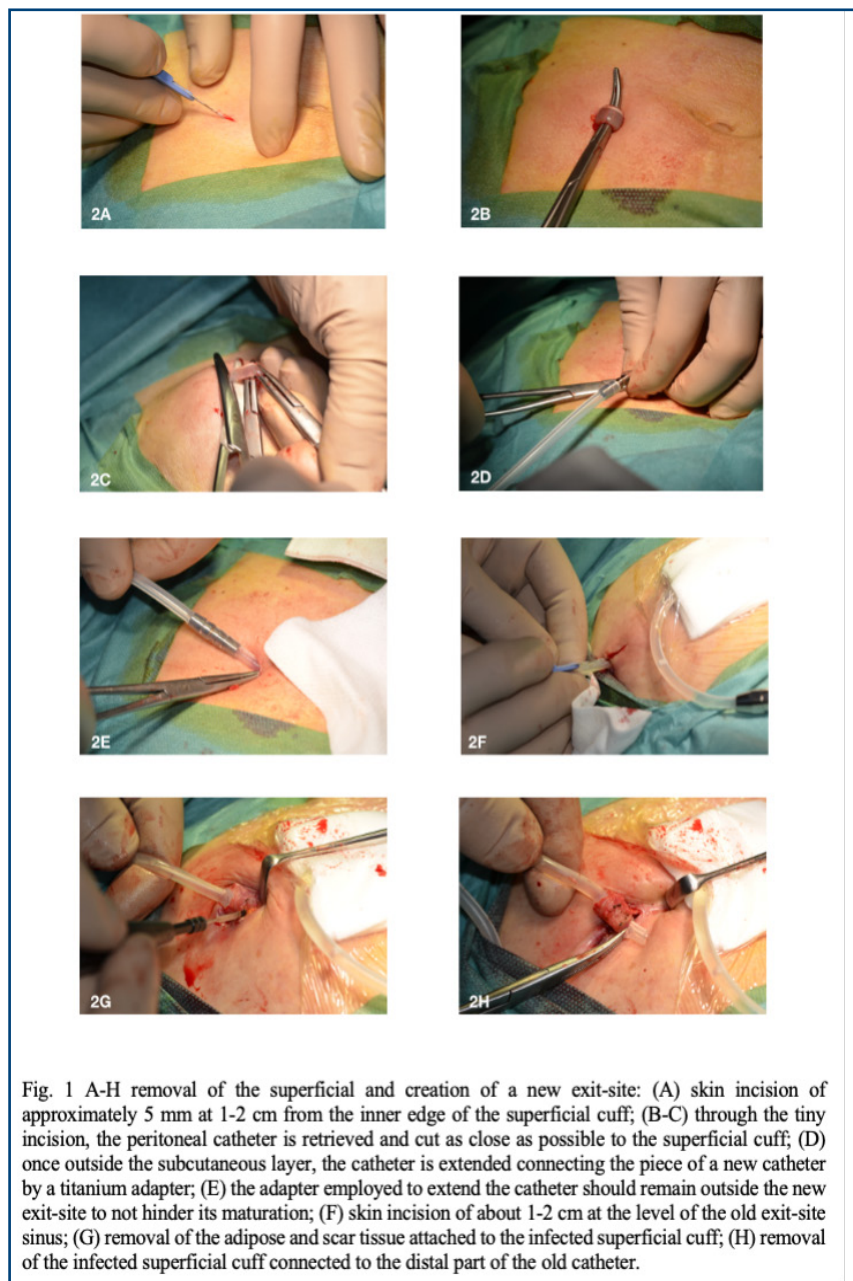 2A
2B
2C
2D
2E
2F
2G
2H
Fig. 1 A-H removal of the superficial and creation of a new exit-site: (A) skin incision of
approximately 5 mm at 1-2 cm from the inner edge of the superficial cuff; (B-C) through the tiny
incision, the peritoneal catheter is retrieved and cut as close as possible to the superficial cuff; (D)
once outside the subcutaneous layer, the catheter is extended connecting the piece of a new catheter
by a titanium adapter; (E) the adapter employed to extend the catheter should remain outside the new
exit-site to not hinder its maturation; (F) skin incision of about 1-2 cm at the level of the old exit-site
sinus; (G) removal of the adipose and scar tissue attached to the infected superficial cuff; (H) removal
of the infected superficial cuff connected to the distal part of the old catheter.